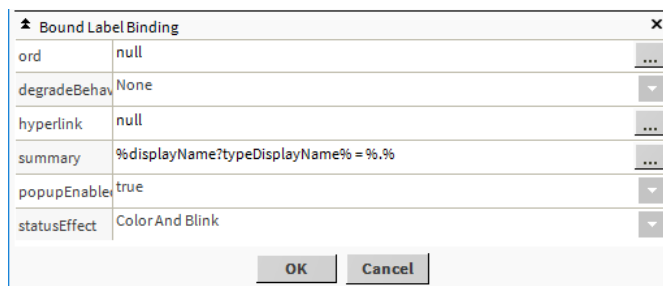 Bound Label Binding
ord null ...
degradeBehav None
hyperlink null ...
summary %displayName?typeDisplayName% = %.% ...
popupEnabled true
statusEffect Color And Blink
OK Cancel